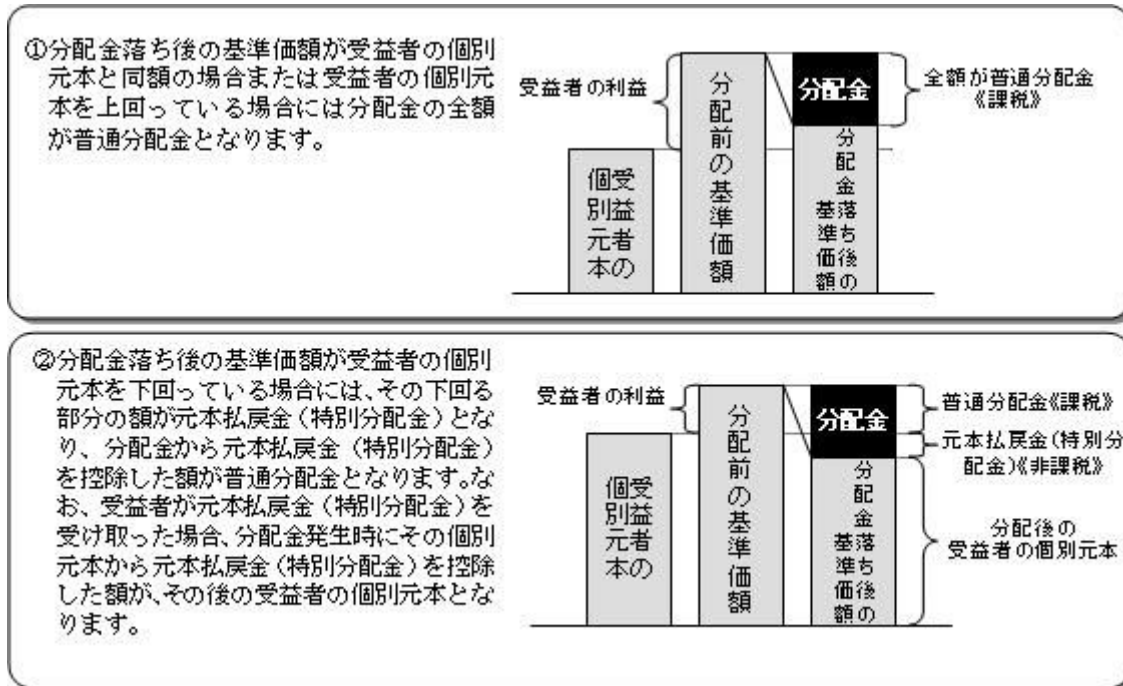 ①分配金落ち後の基準価額が受益者の個別
元本と同額の場合または受益者の個別元
本を上回っている場合には分配金の全額
が普通分配金となります。
受益者の利益
受益者の
個別元本
分配前の基準価額
分配金
分配金落ち後の
基準価額
全額が普通分配金
《課税》
②分配金落ち後の基準価額が受益者の個別
元本を下回っている場合には、その下回る
部分の額が元本払戻金（特別分配金）とな
り、分配金から元本払戻金（特別分配金）
を控除した額が普通分配金となります。な
お、受益者が元本払戻金（特別分配金）を
受け取った場合、分配金発生時にその個別
元本から元本払戻金（特別分配金）を控除
した額が、その後の受益者の個別元本とな
ります。
受益者の利益
受益者の
個別元本
分配前の基準価額
分配金
分配金落ち後の
基準価額
普通分配金《課税》
元本払戻金（特別分
配金）《非課税》
分配後の
受益者の個別元本